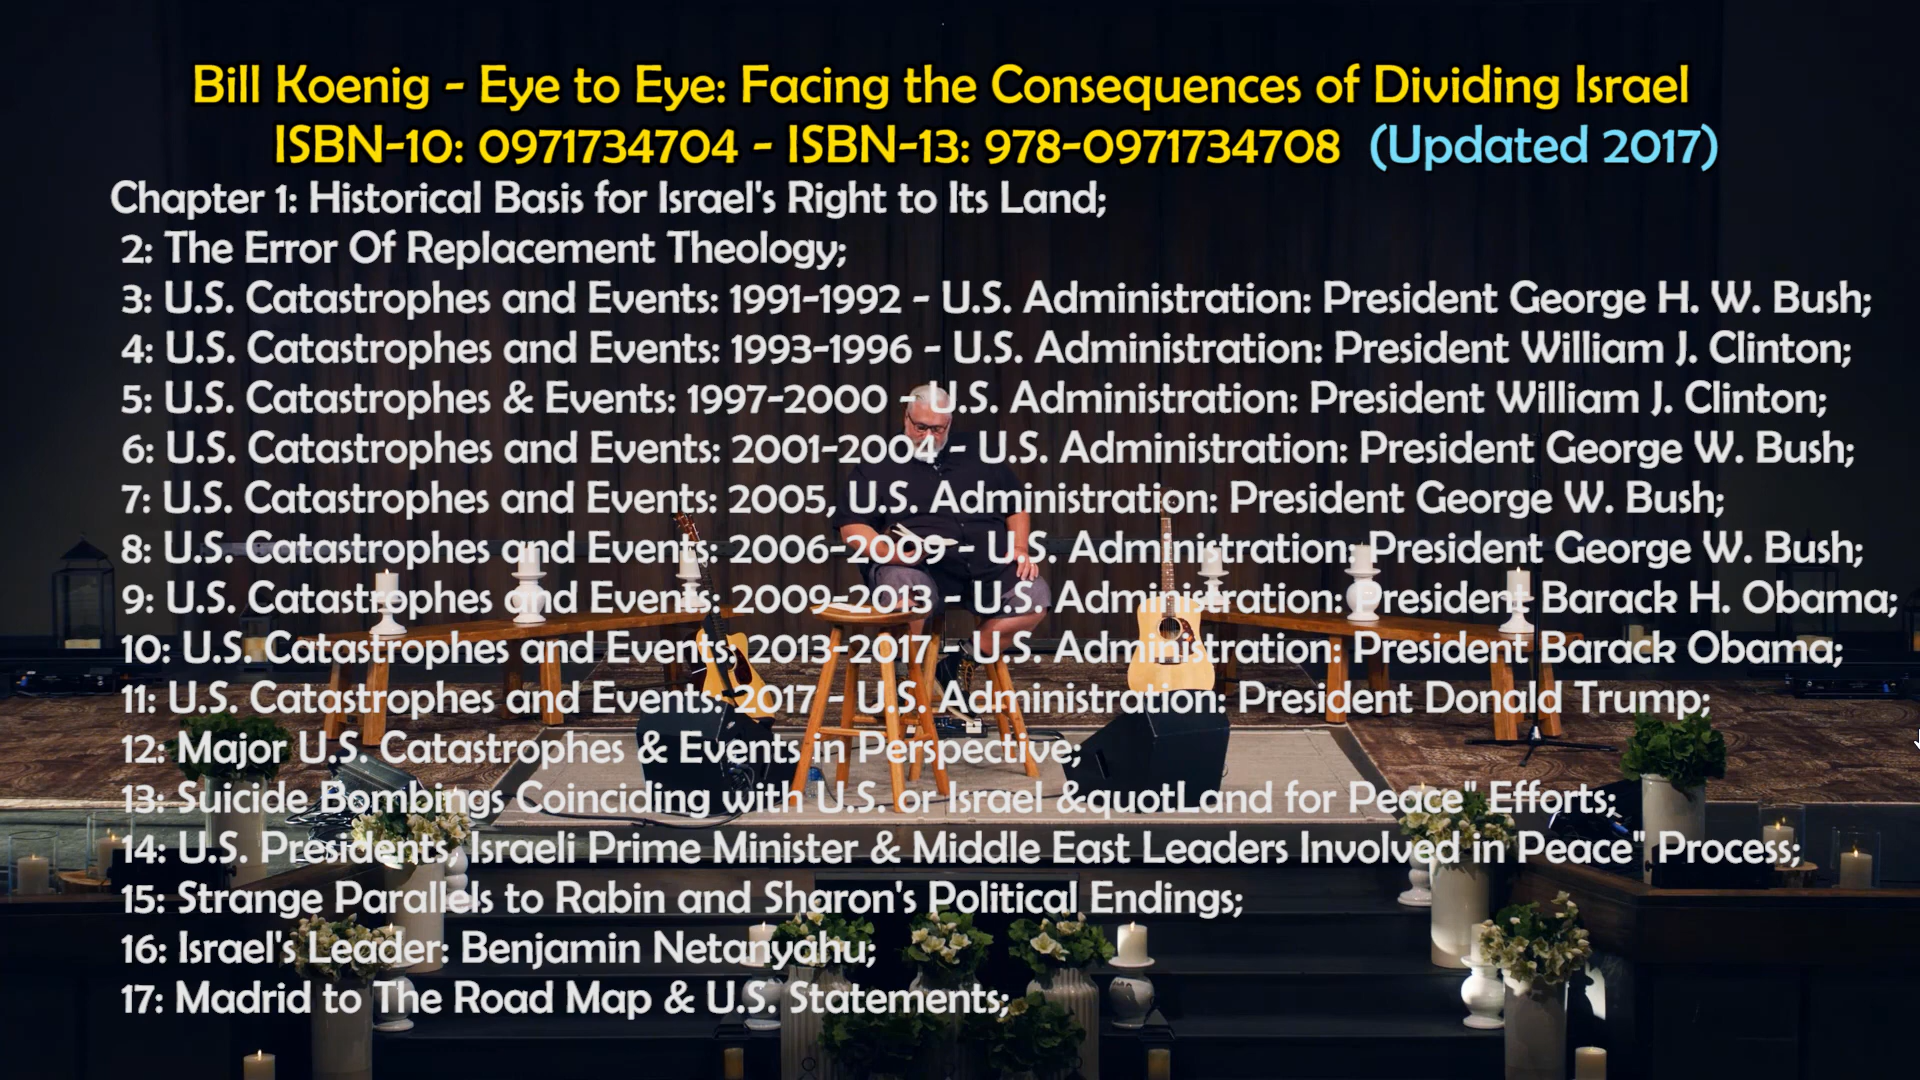 Bill Koenig - Eye to Eye: Facing the Consequences of Dividing Israel
ISBN-10: 0971734704 - ISBN-13: 978-0971734708 (Updated 2017)
Chapter 1: Historical Basis for Israel's Right to Its Land;
2: The Error Of Replacement Theology;
3: U.S. Catastrophes and Events: 1991-1992 - U.S. Administration: President George H. W. Bush;
4: U.S. Catastrophes and Events: 1993-1996 - U.S. Administration: President William J. Clinton;
5: U.S. Catastrophes & Events: 1997-2000 - U.S. Administration: President William J. Clinton;
6: U.S. Catastrophes and Events: 2001-2004 - U.S. Administration: President George W. Bush;
7: U.S. Catastrophes and Events: 2005, U.S. Administration: President George W. Bush;
8: U.S. Catastrophes and Events: 2006-2009 - U.S. Administration: President George W. Bush;
9: U.S. Catastrophes and Events: 2009-2013 - U.S. Administration: President Barack H. Obama;
10: U.S. Catastrophes and Events: 2013-2017 - U.S. Administration: President Barack Obama;
11: U.S. Catastrophes and Events: 2017 - U.S. Administration: President Donald Trump;
12: Major U.S. Catastrophes & Events in Perspective;
13: Suicide Bombings Coinciding with U.S. or Israel &quotLand for Peace" Efforts;
14: U.S. Presidents, Israeli Prime Minister & Middle East Leaders Involved in Peace" Process;
15: Strange Parallels to Rabin and Sharon's Political Endings;
16: Israel's Leader: Benjamin Netanyahu;
17: Madrid to The Road Map & U.S. Statements;